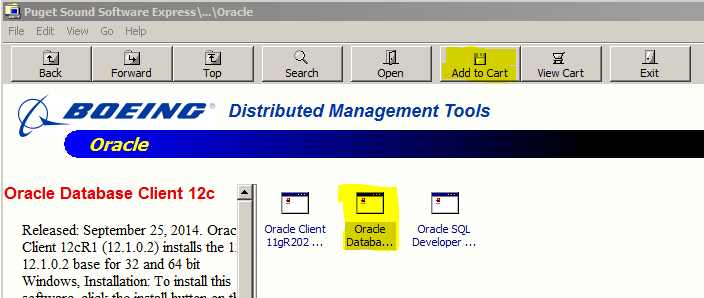 Puget Sound Software Express\...\Oracle
File Edit View Go Help
Back Forward Top Search Open Add to Cart View Cart Exit
BOEING® Distributed Management Tools
Oracle
Oracle Database Client 12c
Released: September 25, 2014. Orac
Client 12cR1 (12.1.0.2) installs the 1
12.1.0.2 base for 32 and 64 bit
Windows, Installation: To install this
software, click the install button on th
Oracle Client
11gR202 ...
Oracle
Databa...
Oracle SQL
Developer ...